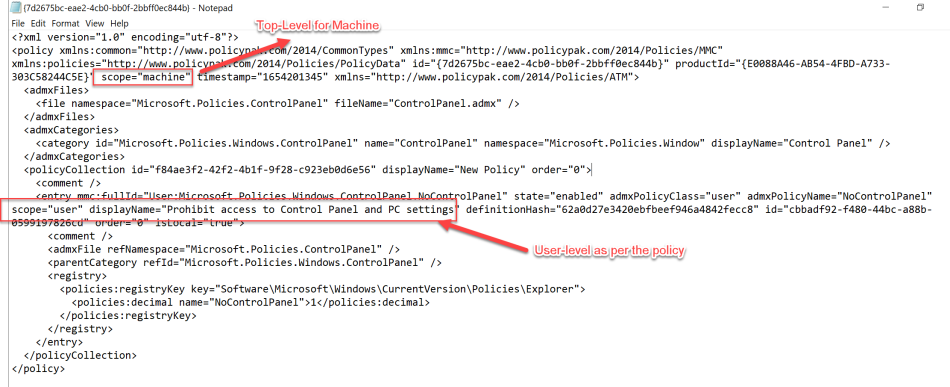 {7d2675bc-eae2-4cb0-bb0f-2bbff0ec844b} - Notepad
File Edit Format View Help
Top-Level for Machine
<?xml version="1.0" encoding="utf-8"?>
<policy xmlns:common="http://www.policypak.com/2014/CommonTypes" xmlns:mmc="http://www.policypak.com/2014/Policies/MMC"
xmlns:policies="http://www.policypak.com/2014/Policies/PolicyData" id="{7d2675bc-eae2-4cb0-bb0f-2bbff0ec844b}" productId="{E0088A46-AB54-4FBD-A733-
303C58244C5E}" scope="machine" timestamp="1654201345" xmlns="http://www.policypak.com/2014/Policies/ATM">
<admxFiles>
<file namespace="Microsoft.Policies.ControlPanel" fileName="ControlPanel.admx" />
</admxFiles>
<admxCategories>
<category id="Microsoft.Policies.Windows.ControlPanel" name="ControlPanel" namespace="Microsoft.Policies.Window" displayName="Control Panel" />
</admxCategories>
<policyCollection id="f84ae3f2-42f2-4b1f-9f28-c923eb0d6e56" displayName="New Policy" order="0">
<comment />
<entry mmc:fullId="User:Microsoft.Policies.Windows.ControlPanel.NoControlPanel" state="enabled" admxPolicyClass="user" admxPolicyName="NoControlPanel"
scope="user" displayName="Prohibit access to Control Panel and PC settings" definitionHash="62a0d27e3420ebfbeef946a4842fecc8" id="cbbadf92-f480-44bc-a88b-
0599197826cd" order="0" isLocal="true">
<comment />
<admxFile refNamespace="Microsoft.Policies.ControlPanel" />
User-level as per the policy
<parentCategory refId="Microsoft.Policies.Windows.ControlPanel" />
<registry>
<policies:registryKey key="Software\Microsoft\Windows\CurrentVersion\Policies\Explorer">
<policies:decimal name="NoControlPanel">1</policies:decimal>
</policies:registryKey>
</registry>
</entry>
</policyCollection>
</policy>